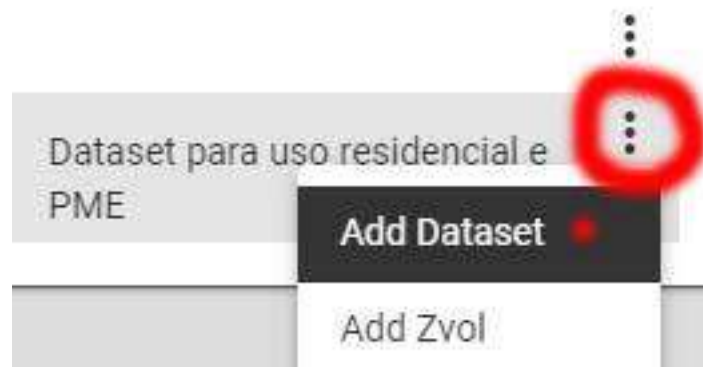 Dataset para uso residencial e
PME
Add Dataset
Add Zvol